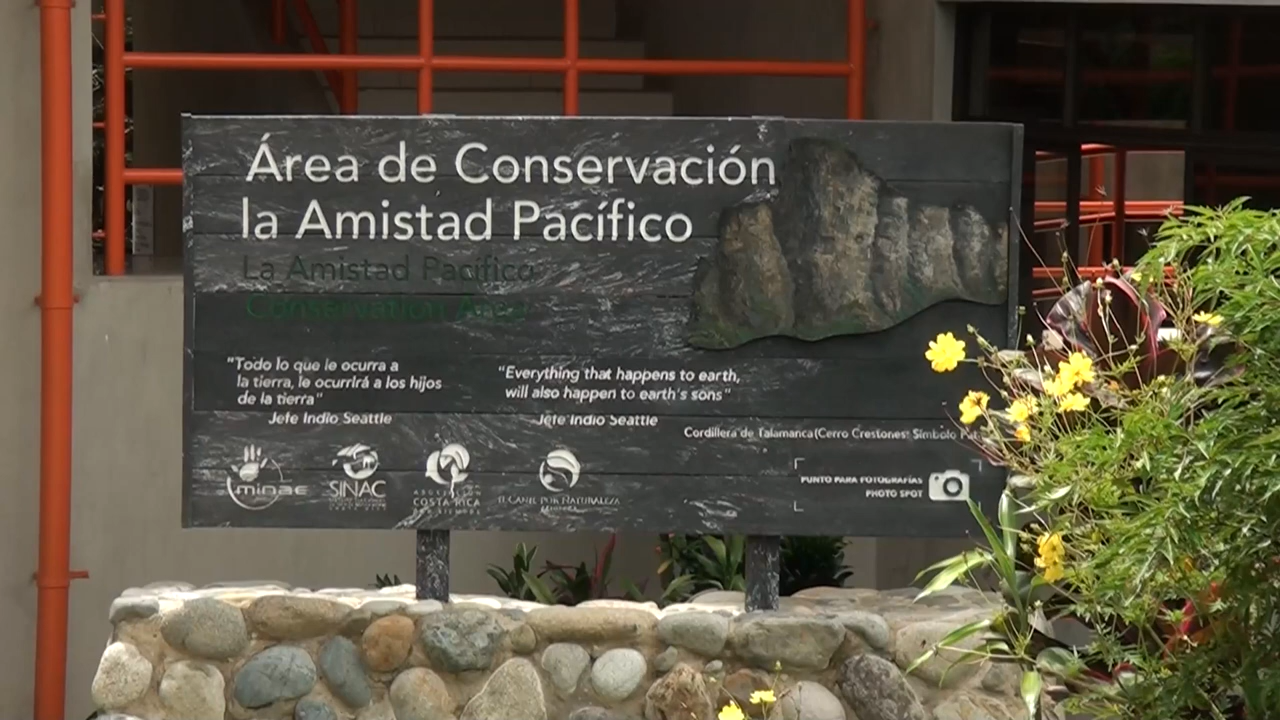 Área de Conservación
la Amistad Pacífico
La Amistad Pacífico
Conservation Area
"Todo lo que le ocurra a
la tierra, le ocurrirá a los hijos
de la tierra"
Jefe Indio Seattle
"Everything that happens to earth,
will also happen to earth's sons"
Jefe Indio Seattle
Cordillera de Talamanca(Cerro Crestones: Símbolo
PUNTO PARA FOTOGRAFÍAS
PHOTO SPOT
minae
SINAC
ASOCIACIÓN
COSTA RICA
POR SIEMPRE